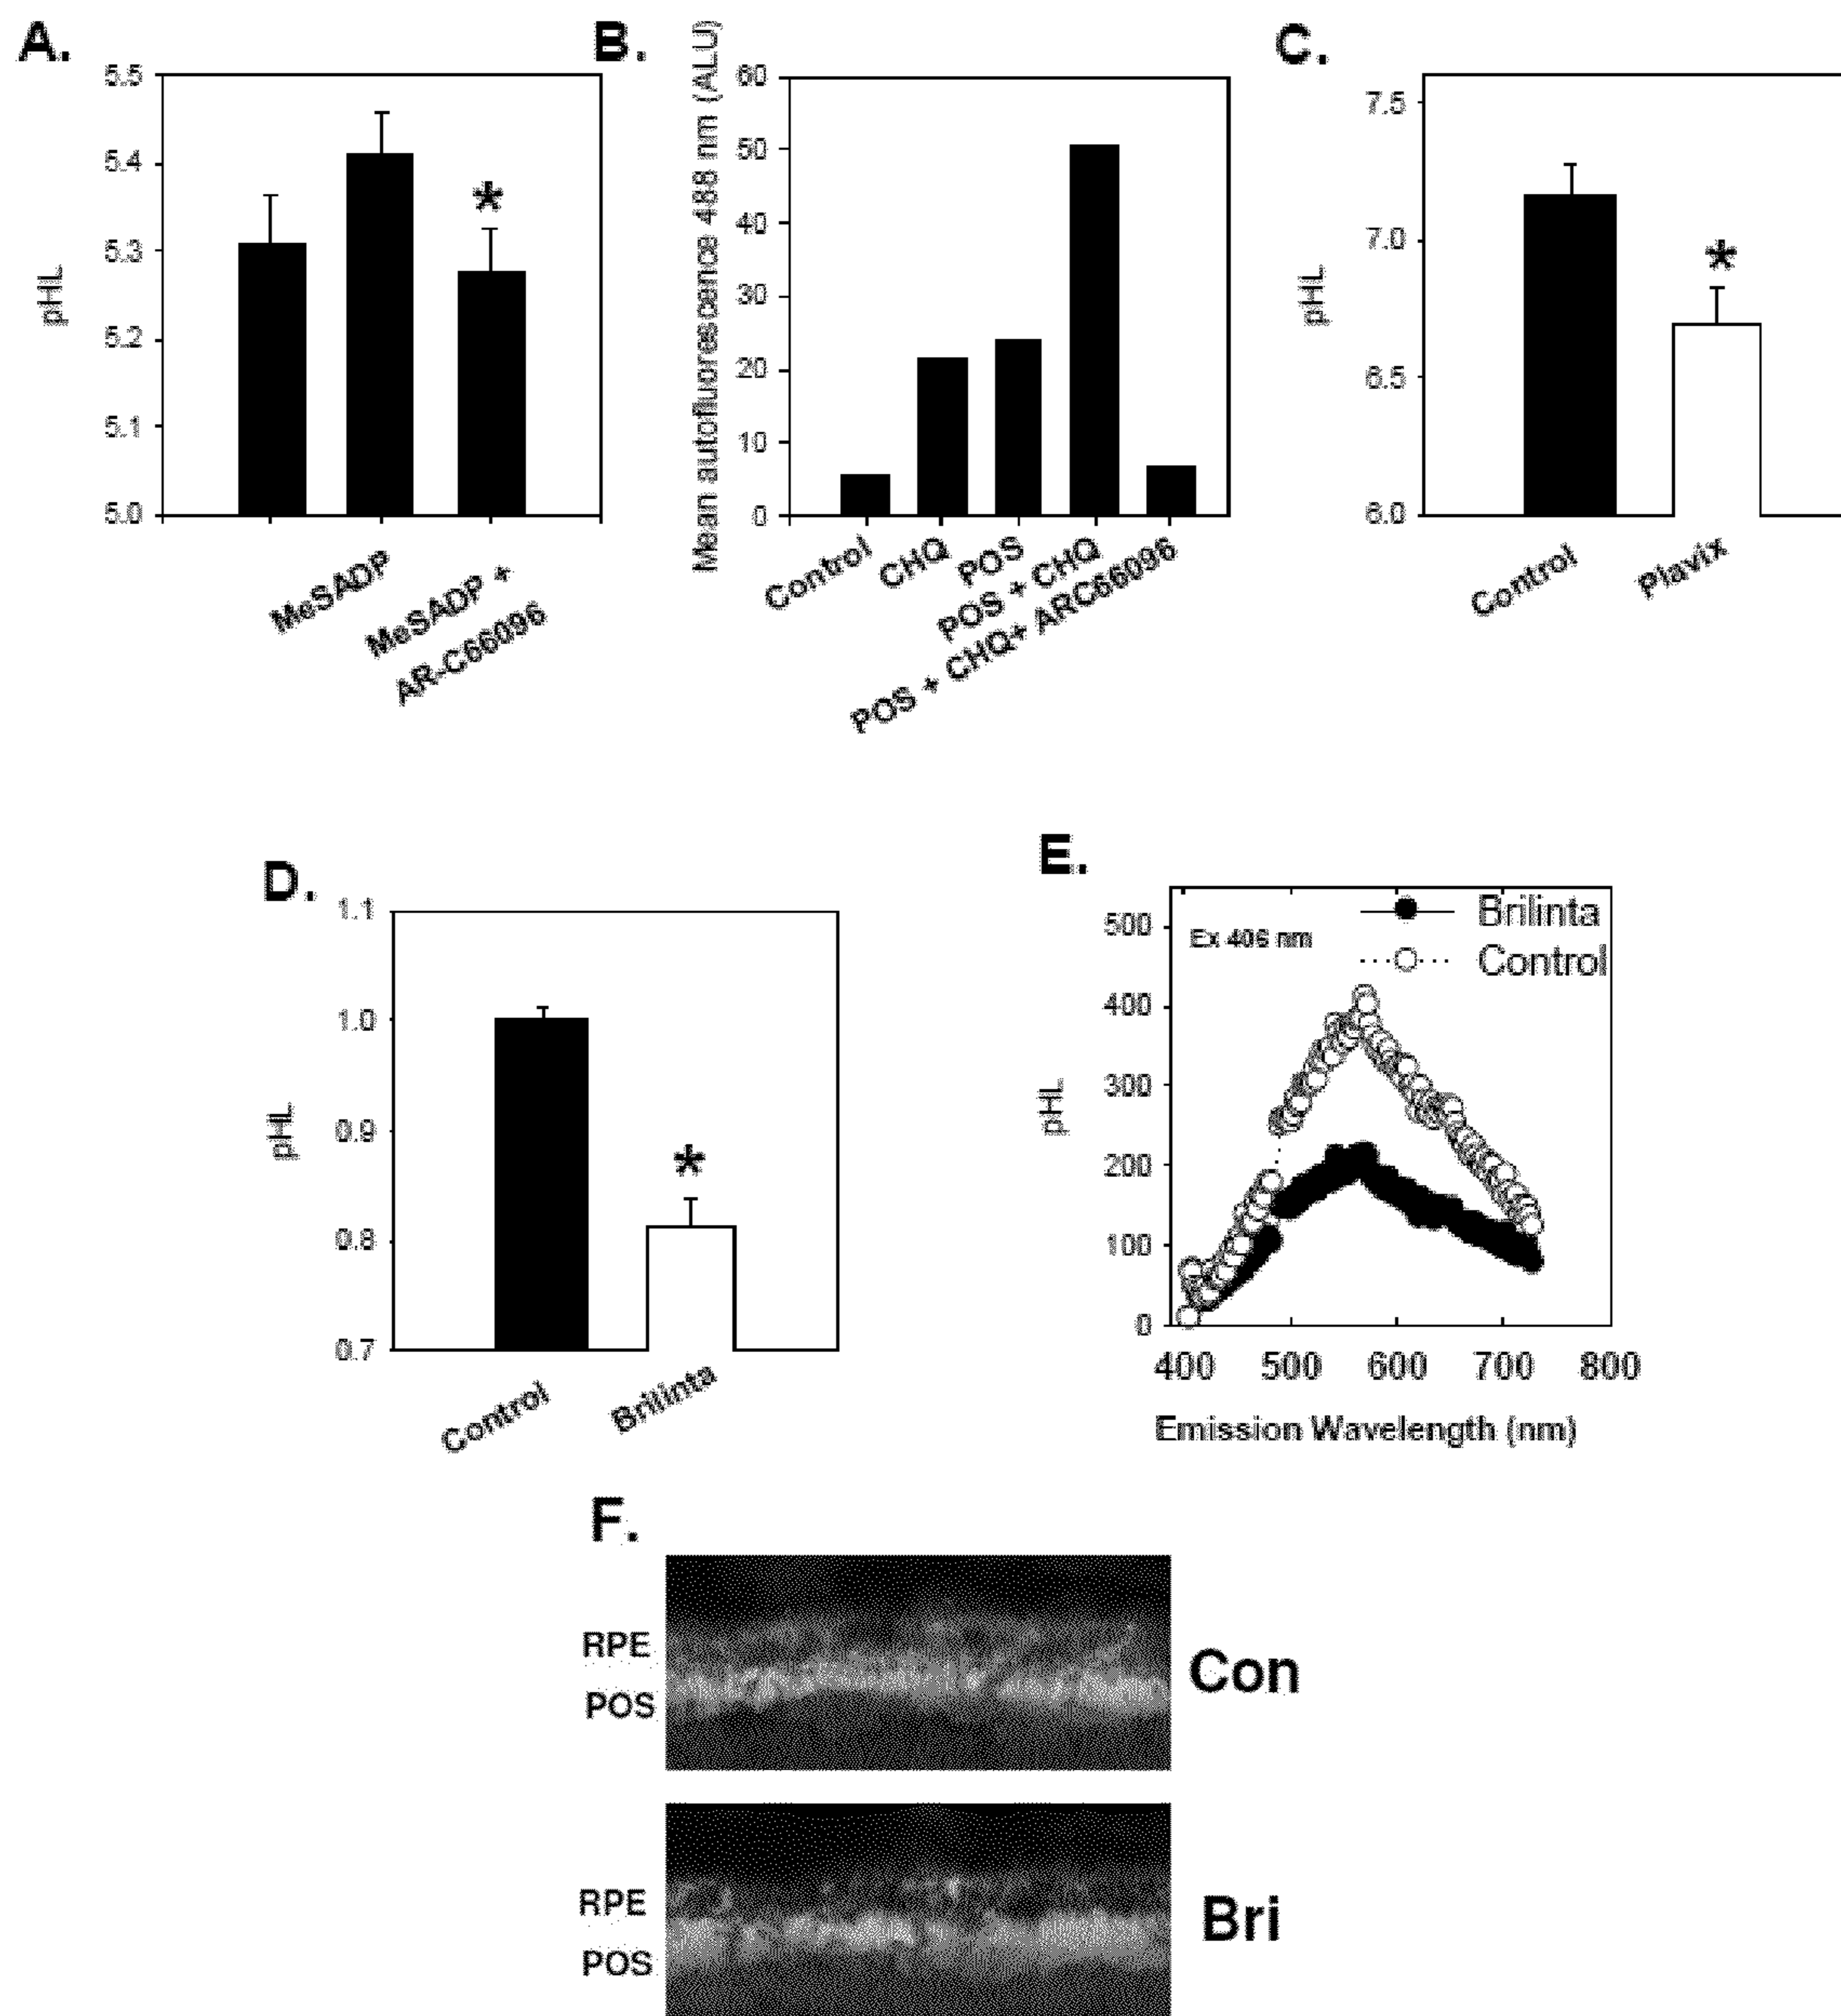 A.
5.5
5.4
5.3
5.2
5.1
5.0
pHL
*
MeSADP
MeSADP +
AR-C66096
B.
Mean autofluorescence 488 nm (ALU)
60
50
40
30
20
10
0
Control
CHQ
POS
POS + CHQ
POS + CHQ+ ARC66096
C.
7.5
7.0
6.5
6.0
pHL
*
Control
Plavix
D.
1.1
1.0
0.9
0.8
0.7
pHL
*
Control
Brilinta
E.
500
400
300
200
100
0
pHL
Ex 406 nm
Brilinta
Control
400 500 600 700 800
Emission Wavelength (nm)
F.
RPE
POS
Con
RPE
POS
Bri